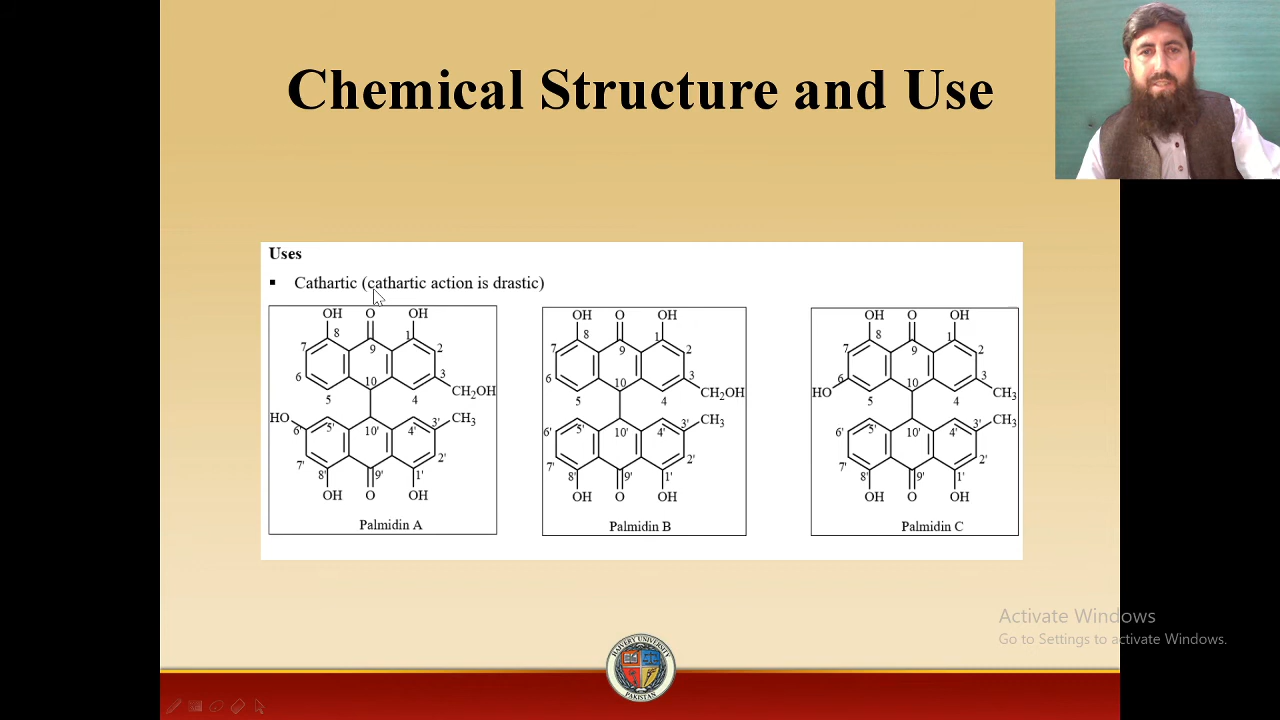 Chemical Structure and Use
Uses
▪ Cathartic (cathartic action is drastic)
OH O OH
8 1
7 9 2
6 10 3
5 4 CH₂OH
HO 5' 10' 4' 3' CH₃
6'
7' 2'
8' 9' 1'
OH O OH
Palmidin A
OH O OH
8 1
7 9 2
6 10 3
5 4 CH₂OH
6' 5' 10' 4' 3' CH₃
7' 2'
8' 9' 1'
OH O OH
Palmidin B
OH O OH
8 1
7 9 2
6 10 3
HO 5 4 CH₃
6' 5' 10' 4' 3' CH₃
7' 2'
8' 9' 1'
OH O OH
Palmidin C
Activate Windows
Go to Settings to activate Windows.
UNIVERSITY
PAKISTAN